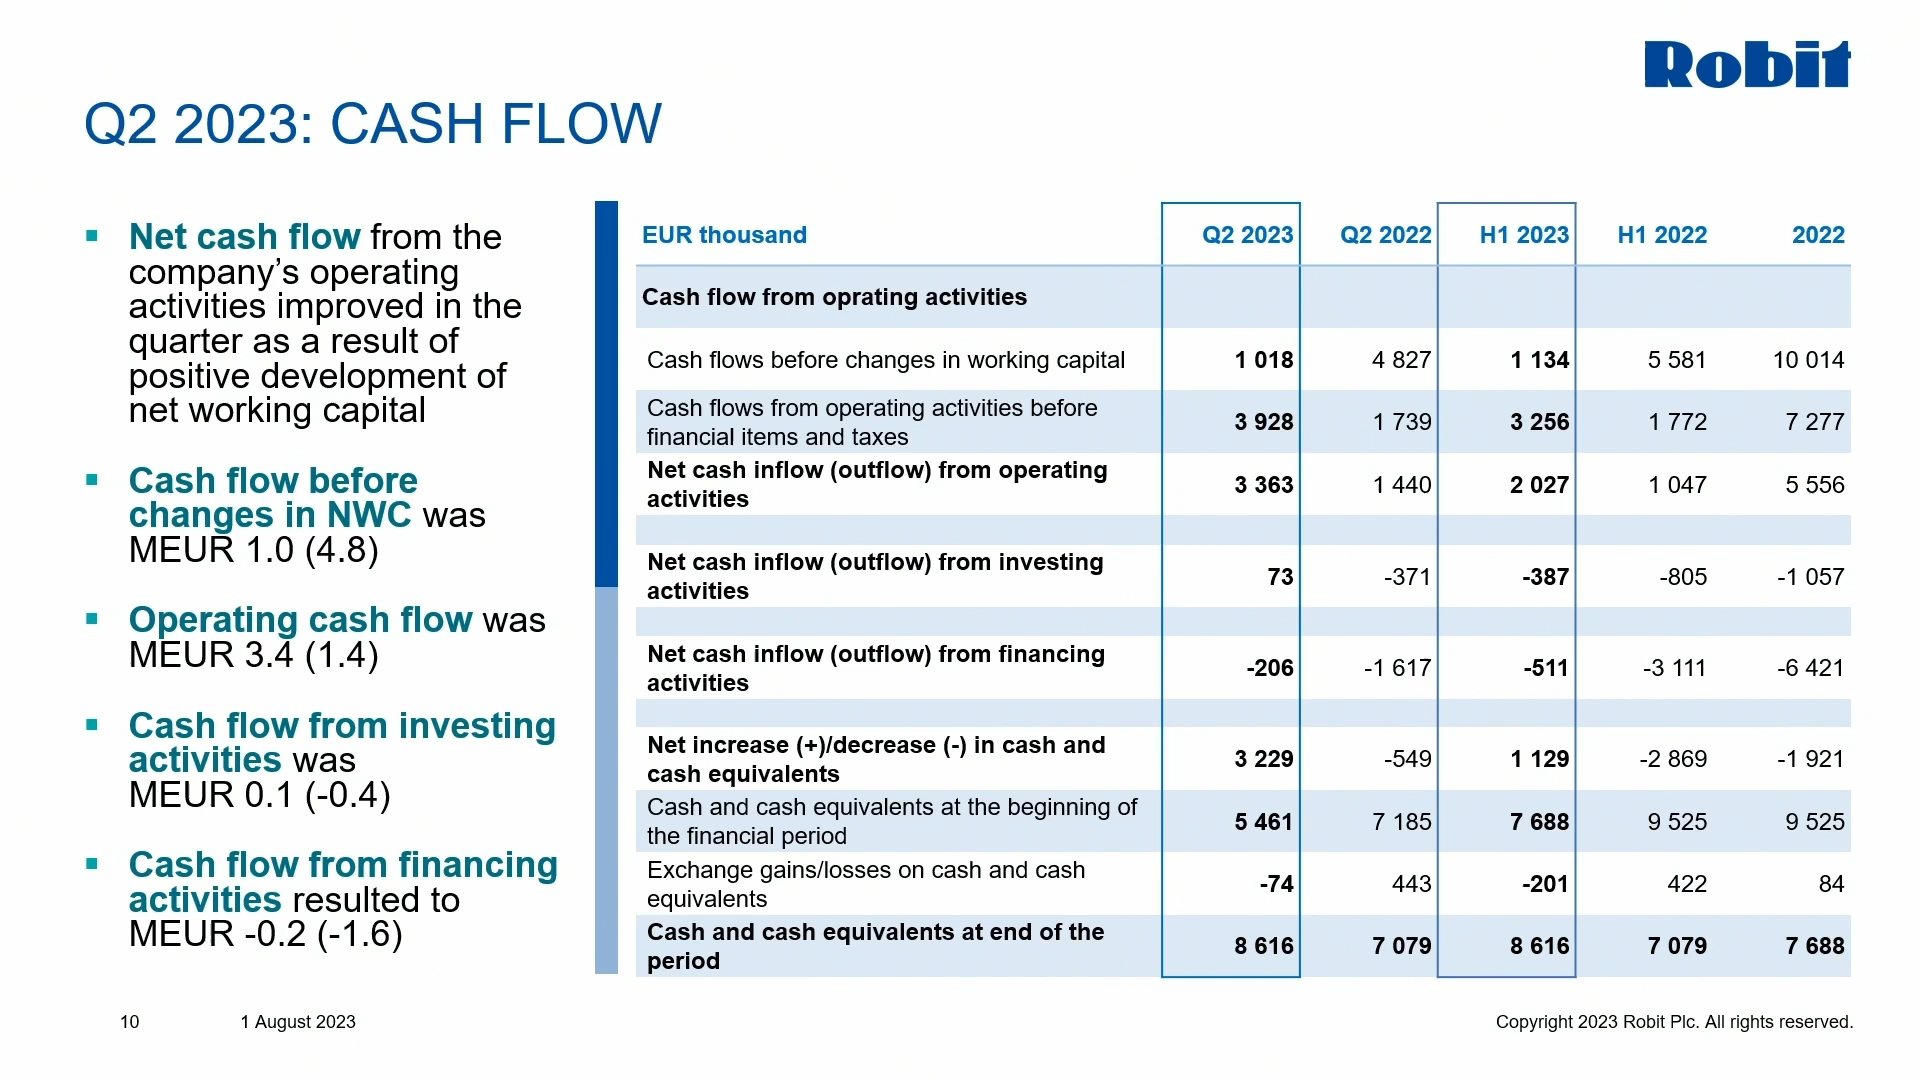 Robit
Q2 2023: CASH FLOW
▪ Net cash flow from the
company’s operating
activities improved in the
quarter as a result of
positive development of
net working capital
▪ Cash flow before
changes in NWC was
MEUR 1.0 (4.8)
▪ Operating cash flow was
MEUR 3.4 (1.4)
▪ Cash flow from investing
activities was
MEUR 0.1 (-0.4)
▪ Cash flow from financing
activities resulted to
MEUR -0.2 (-1.6)
EUR thousand Q2 2023 Q2 2022 H1 2023 H1 2022 2022
Cash flow from oprating activities
Cash flows before changes in working capital 1 018 4 827 1 134 5 581 10 014
Cash flows from operating activities before
financial items and taxes 3 928 1 739 3 256 1 772 7 277
Net cash inflow (outflow) from operating
activities 3 363 1 440 2 027 1 047 5 556
Net cash inflow (outflow) from investing
activities 73 -371 -387 -805 -1 057
Net cash inflow (outflow) from financing
activities -206 -1 617 -511 -3 111 -6 421
Net increase (+)/decrease (-) in cash and
cash equivalents 3 229 -549 1 129 -2 869 -1 921
Cash and cash equivalents at the beginning of
the financial period 5 461 7 185 7 688 9 525 9 525
Exchange gains/losses on cash and cash
equivalents -74 443 -201 422 84
Cash and cash equivalents at end of the
period 8 616 7 079 8 616 7 079 7 688
10 1 August 2023 Copyright 2023 Robit Plc. All rights reserved.